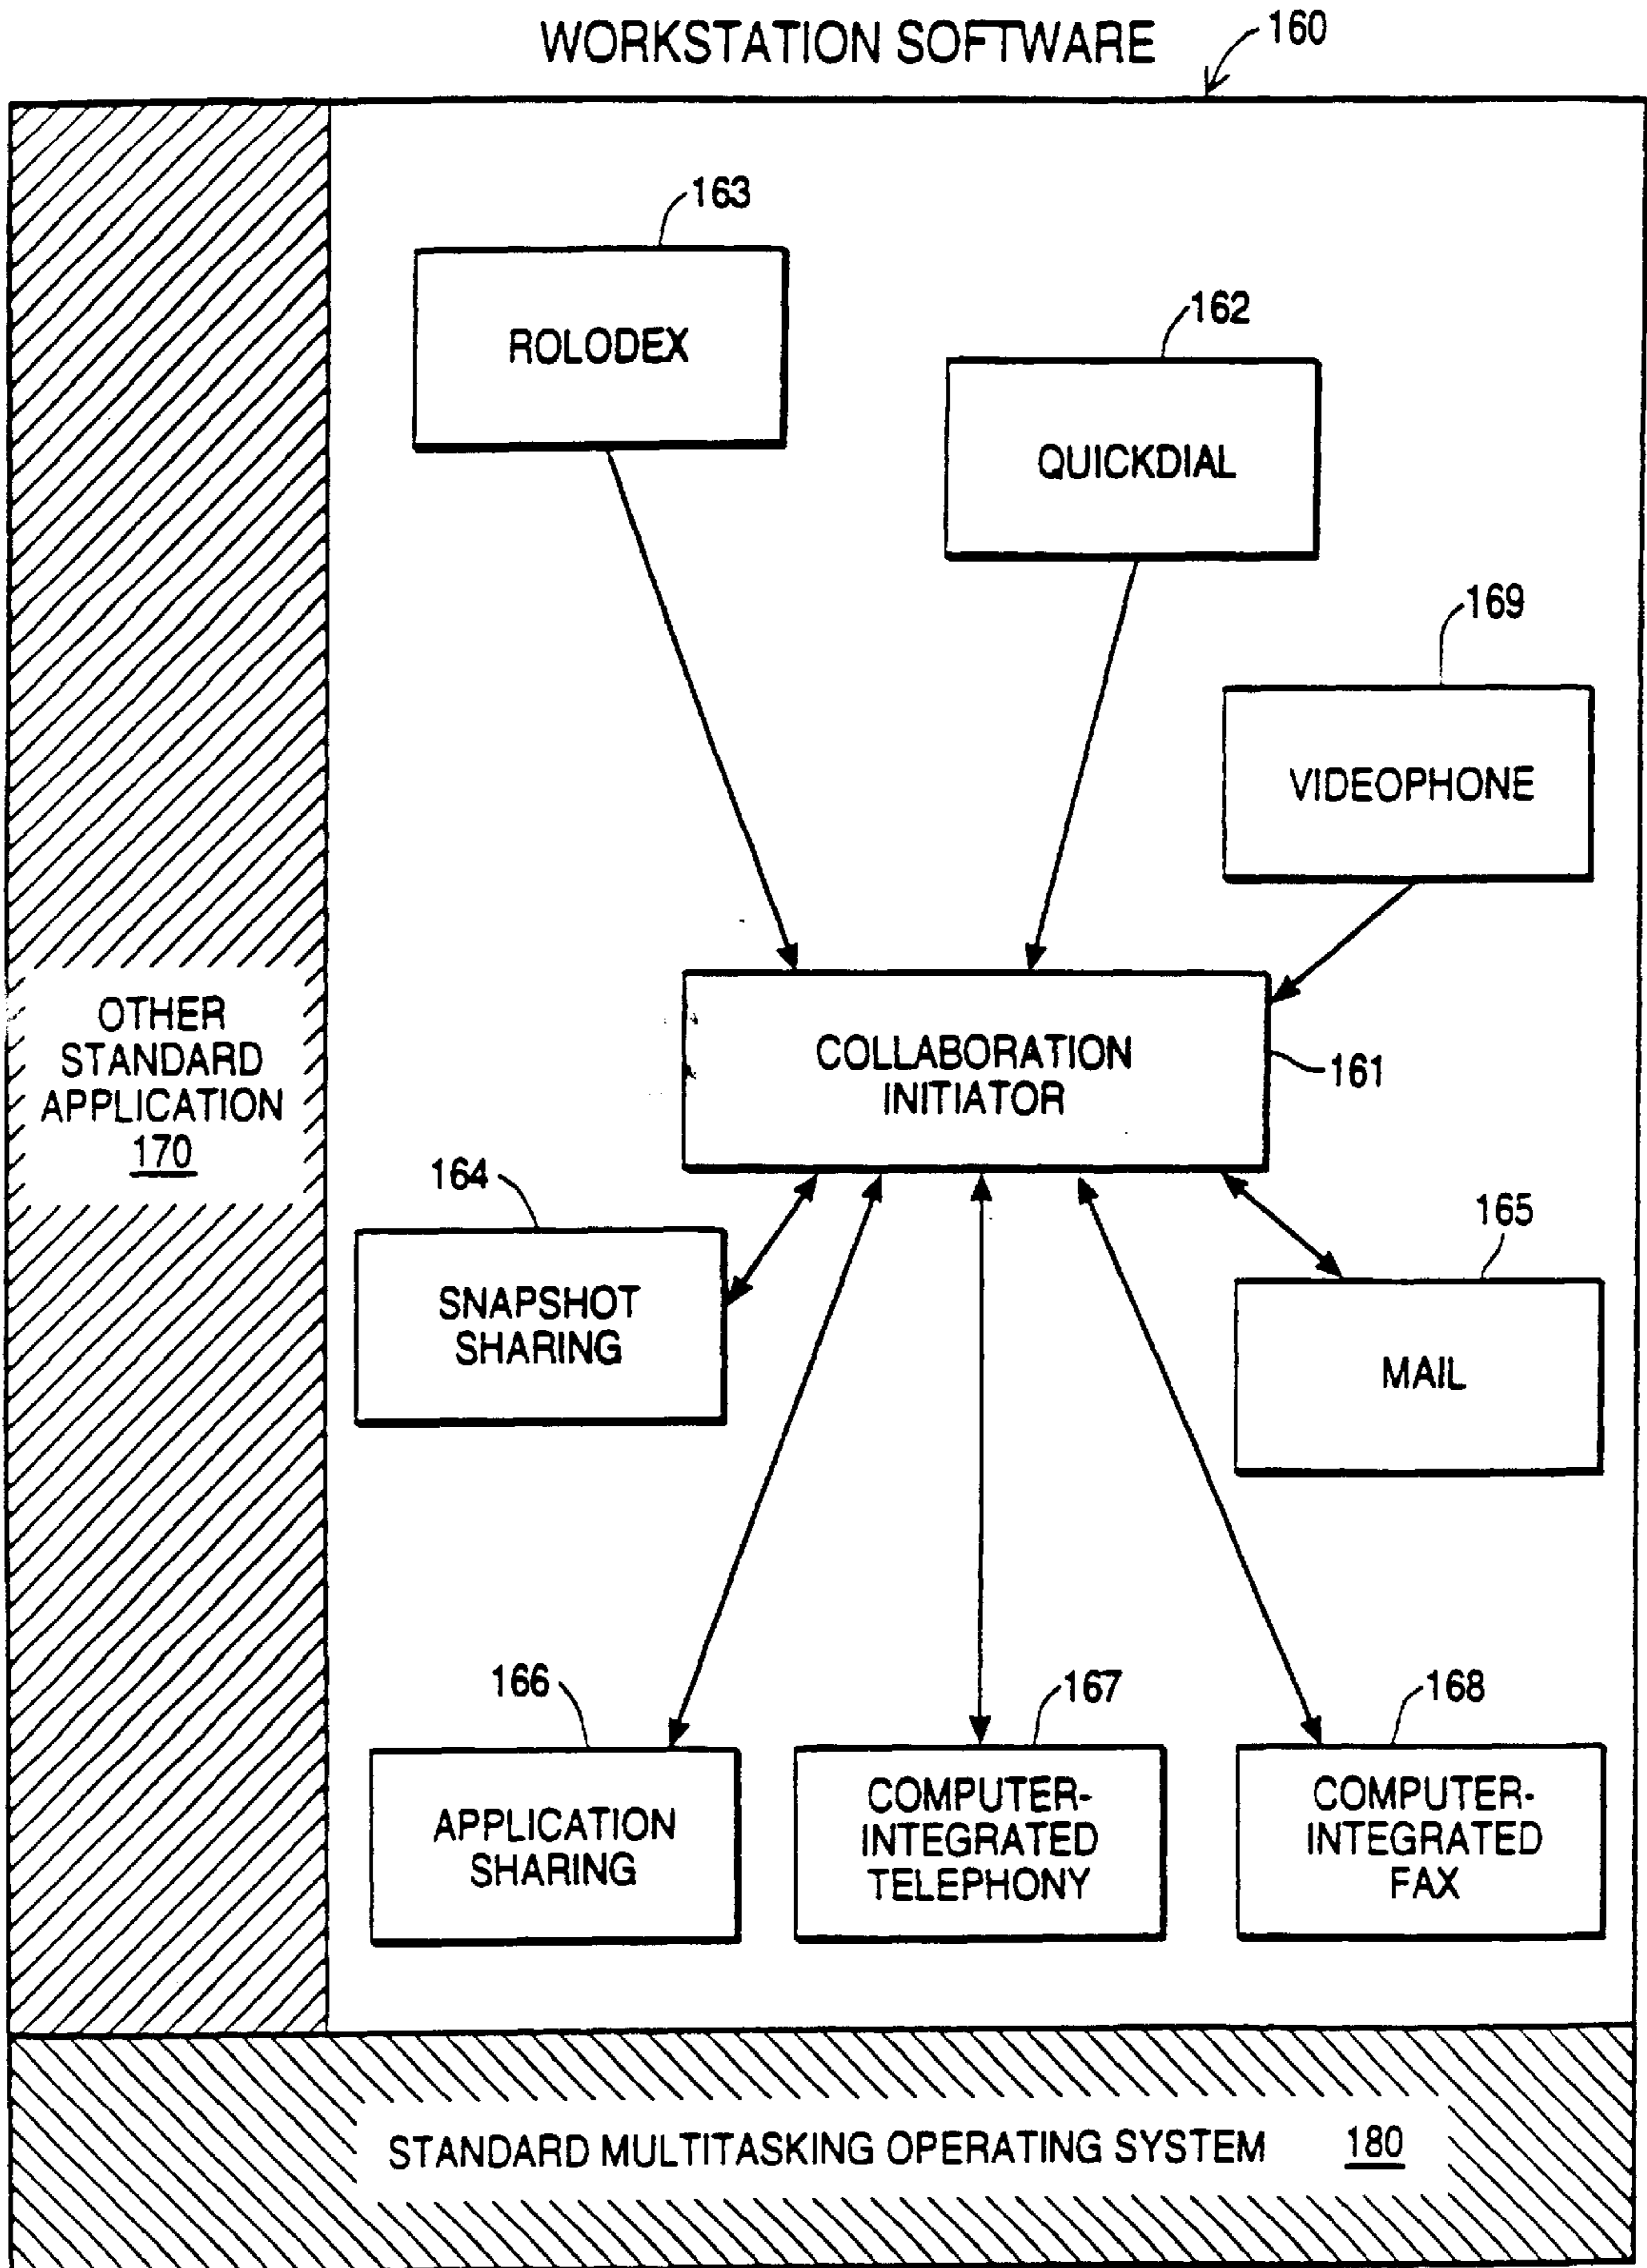 WORKSTATION SOFTWARE
160
163
ROLODEX
162
QUICKDIAL
169
VIDEOPHONE
COLLABORATION
INITIATOR
161
OTHER
STANDARD
APPLICATION
170
164
SNAPSHOT
SHARING
165
MAIL
166
APPLICATION
SHARING
167
COMPUTER-
INTEGRATED
TELEPHONY
168
COMPUTER-
INTEGRATED
FAX
STANDARD MULTITASKING OPERATING SYSTEM 180